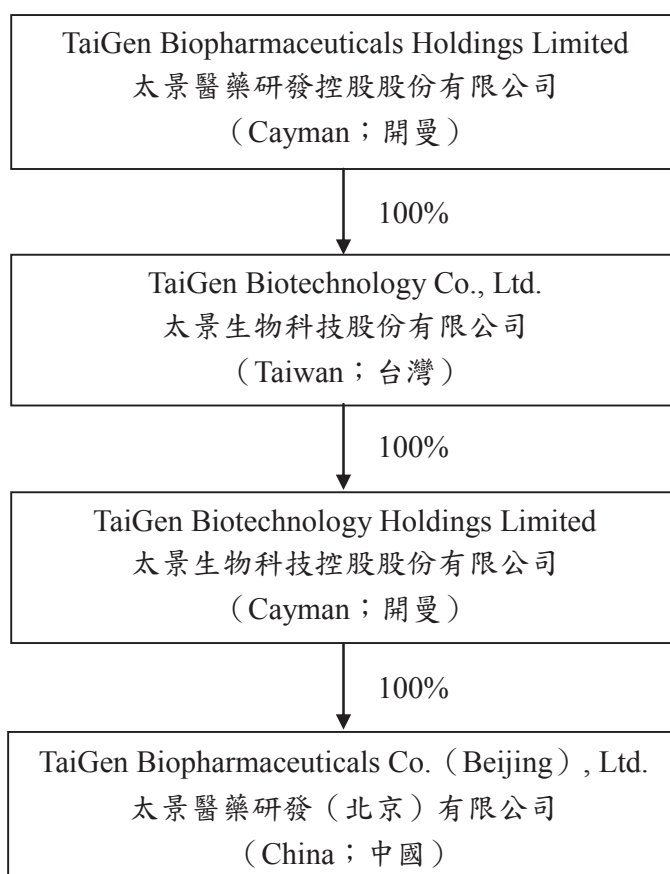 TaiGen Biopharmaceuticals Holdings Limited
太景醫藥研發控股股份有限公司
（Cayman；開曼）
100%
TaiGen Biotechnology Co., Ltd.
太景生物科技股份有限公司
（Taiwan；台灣）
100%
TaiGen Biotechnology Holdings Limited
太景生物科技控股股份有限公司
（Cayman；開曼）
100%
TaiGen Biopharmaceuticals Co.（Beijing）, Ltd.
太景醫藥研發（北京）有限公司
（China；中國）